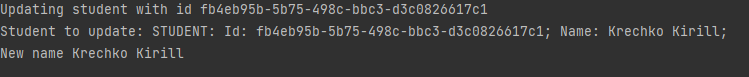 Updating student with id fb4eb95b-5b75-498c-bbc3-d3c0826617c1
Student to update: STUDENT: Id: fb4eb95b-5b75-498c-bbc3-d3c0826617c1; Name: Krechko Kirill;
New name Krechko Kirill